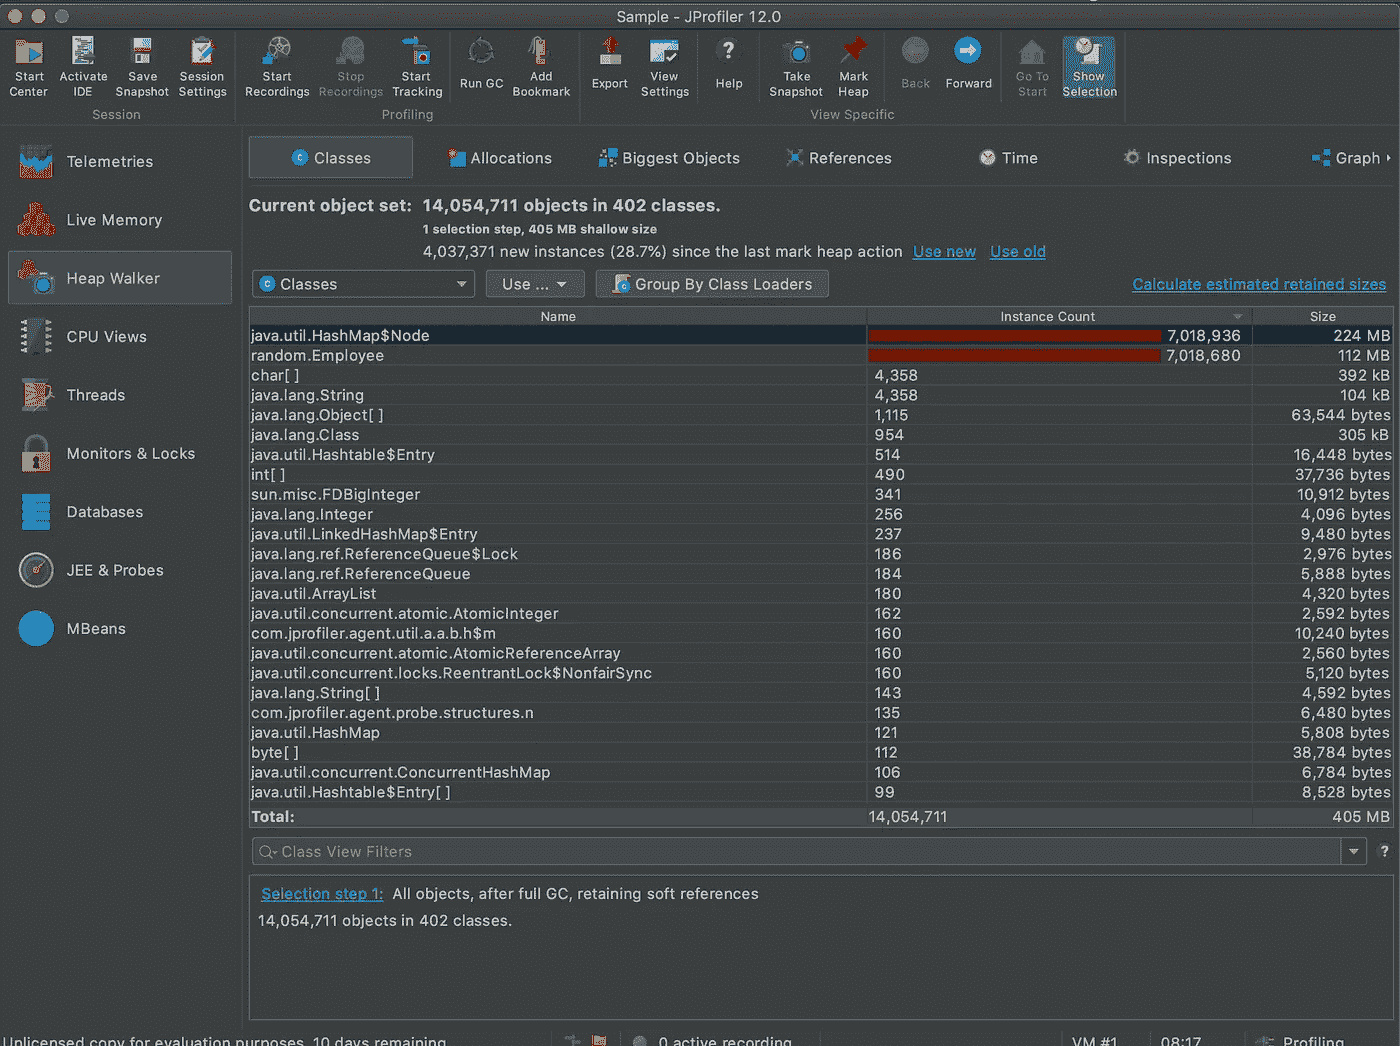 Sample - JProfiler 12.0
Start Center
Activate IDE
Save Snapshot
Session Settings
Start Recordings
Stop Recordings
Start Tracking
Run GC
Add Bookmark
Export
View Settings
Help
Take Snapshot
Mark Heap
Back
Forward
Go To Start
Show Selection
Session
Profiling
View Specific
Telemetries
Live Memory
Heap Walker
CPU Views
Threads
Monitors & Locks
Databases
JEE & Probes
MBeans
Classes
Allocations
Biggest Objects
References
Time
Inspections
Graph
Current object set: 14,054,711 objects in 402 classes.
1 selection step, 405 MB shallow size
4,037,371 new instances (28.7%) since the last mark heap action Use new Use old
Classes Use ... Group By Class Loaders Calculate estimated retained sizes
Name Instance Count Size
java.util.HashMap$Node 7,018,936 224 MB
random.Employee 7,018,680 112 MB
char[ ] 4,358 392 kB
java.lang.String 4,358 104 kB
java.lang.Object[ ] 1,115 63,544 bytes
java.lang.Class 954 305 kB
java.util.Hashtable$Entry 514 16,448 bytes
int[ ] 490 37,736 bytes
sun.misc.FDBigInteger 341 10,912 bytes
java.lang.Integer 256 4,096 bytes
java.util.LinkedHashMap$Entry 237 9,480 bytes
java.lang.ref.ReferenceQueue$Lock 186 2,976 bytes
java.lang.ref.ReferenceQueue 184 5,888 bytes
java.util.ArrayList 180 4,320 bytes
java.util.concurrent.atomic.AtomicInteger 162 2,592 bytes
com.jprofiler.agent.util.a.a.b.h$m 160 10,240 bytes
java.util.concurrent.atomic.AtomicReferenceArray 160 2,560 bytes
java.util.concurrent.locks.ReentrantLock$NonfairSync 160 5,120 bytes
java.lang.String[ ] 143 4,592 bytes
com.jprofiler.agent.probe.structures.n 135 6,480 bytes
java.util.HashMap 121 5,808 bytes
byte[ ] 112 38,784 bytes
java.util.concurrent.ConcurrentHashMap 106 6,784 bytes
java.util.Hashtable$Entry[ ] 99 8,528 bytes
Total: 14,054,711 405 MB
Class View Filters ?
Selection step 1: All objects, after full GC, retaining soft references
14,054,711 objects in 402 classes.
Unlicensed copy for evaluation purposes, 10 days remaining 0 active recording VM #1 08:17 Profiling